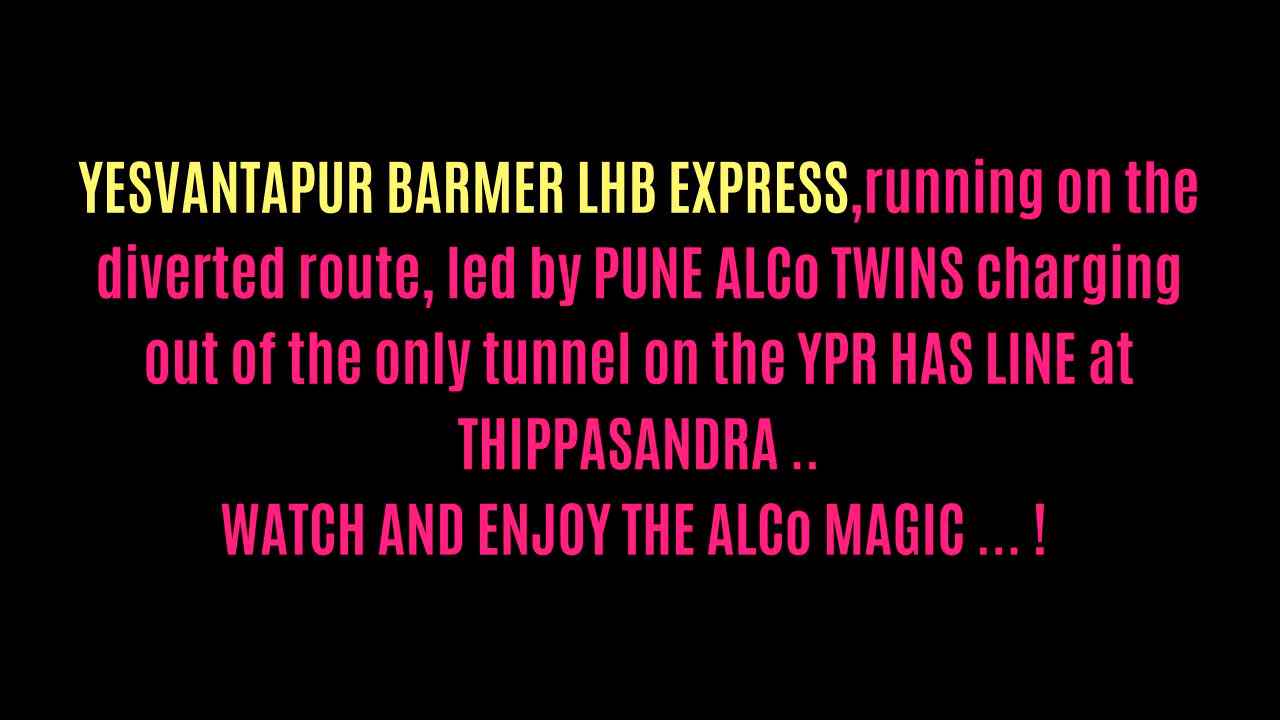 YESVANTAPUR BARMER LHB EXPRESS,running on the
diverted route, led by PUNE ALCo TWINS charging
out of the only tunnel on the YPR HAS LINE at
THIPPASANDRA ..
WATCH AND ENJOY THE ALCo MAGIC ... !